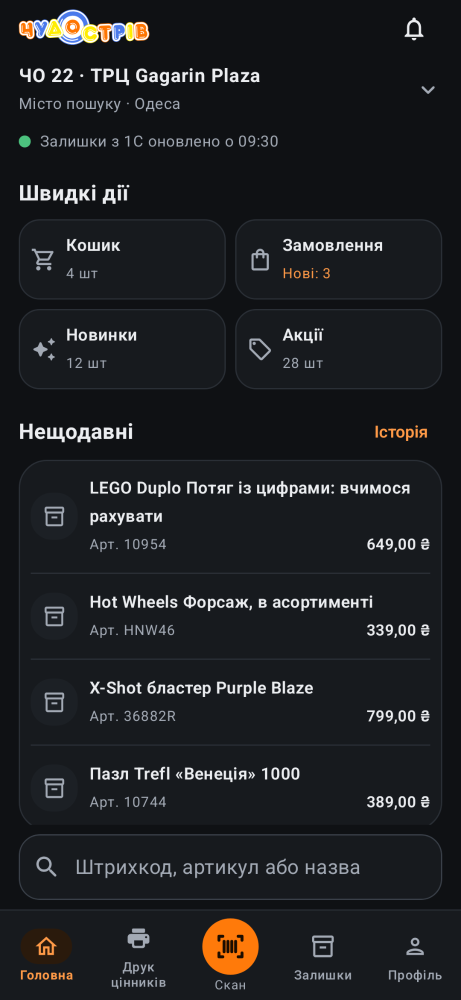 ЧУДОСТРІВ
ЧО 22 · ТРЦ Gagarin Plaza
Місто пошуку · Одеса
Залишки з 1С оновлено о 09:30
Швидкі дії
Кошик
4 шт
Замовлення
Нові: 3
Новинки
12 шт
Акції
28 шт
Нещодавні
Історія
LEGO Duplo Потяг із цифрами: вчимося
рахувати
Арт. 10954
649,00 ₴
Hot Wheels Форсаж, в асортименті
Арт. HNW46
339,00 ₴
X-Shot бластер Purple Blaze
Арт. 36882R
799,00 ₴
Пазл Trefl «Венеція» 1000
Арт. 10744
389,00 ₴
Штрихкод, артикул або назва
Головна
Друк
цінників
Скан
Залишки
Профіль